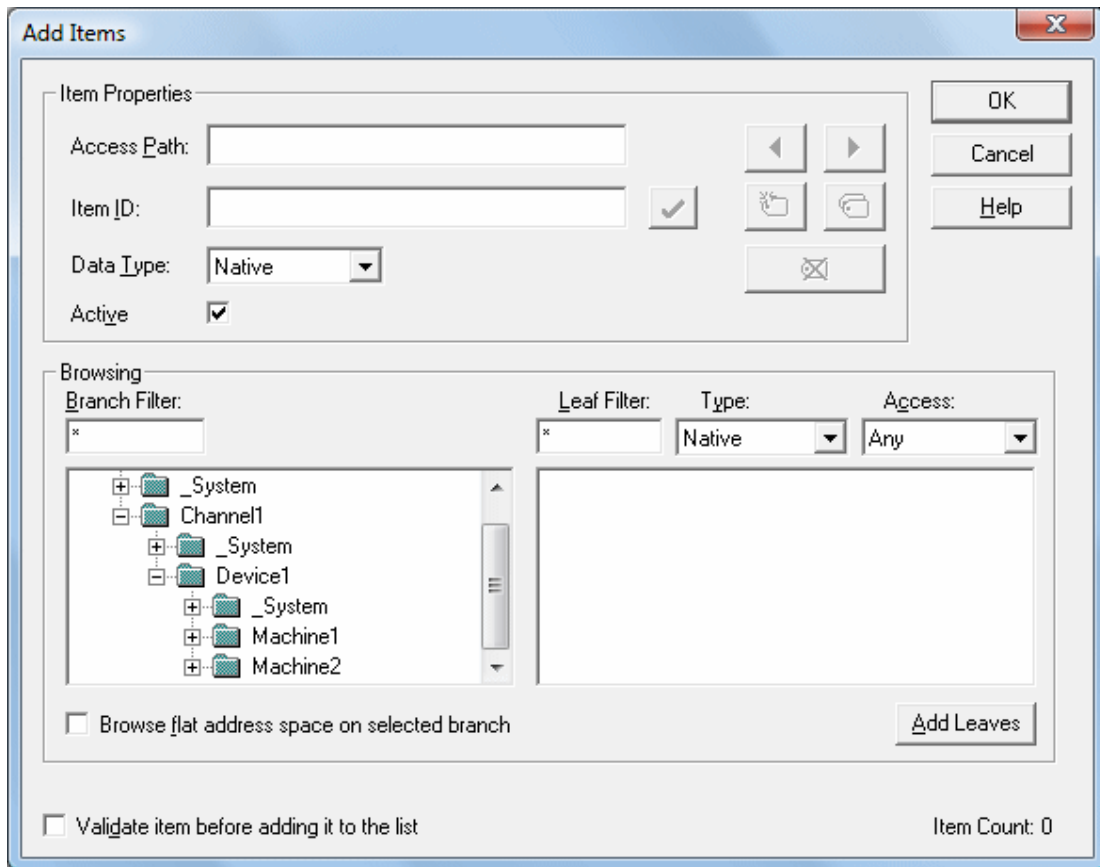 Add Items
Item Properties
OK
Access Path:
Cancel
Item ID:
Help
Data Type: Native
Active
Browsing
Branch Filter: Leaf Filter: Type: Access:
* * Native Any
_System
Channel1
_System
Device1
_System
Machine1
Machine2
Browse flat address space on selected branch Add Leaves
Validate item before adding it to the list Item Count: 0